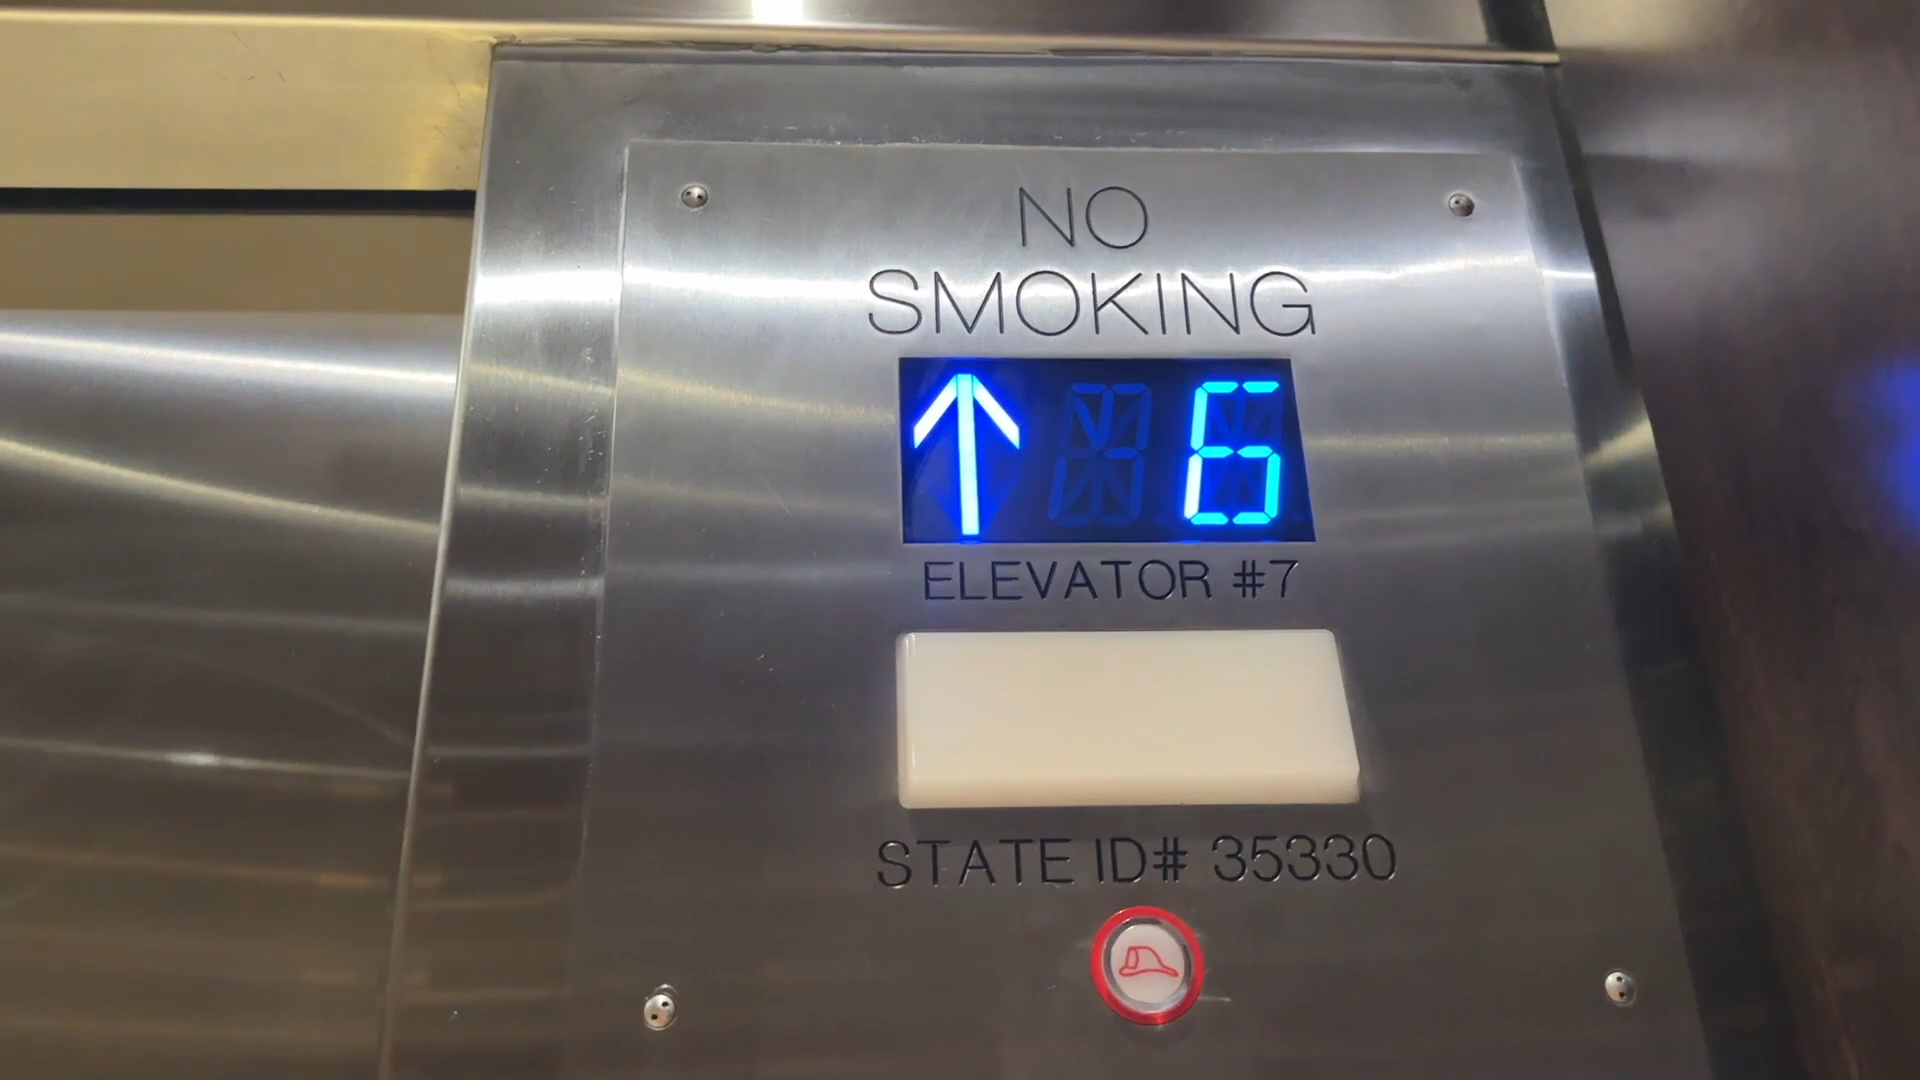 NO
SMOKING
↑ 6
ELEVATOR #7
STATE ID# 35330